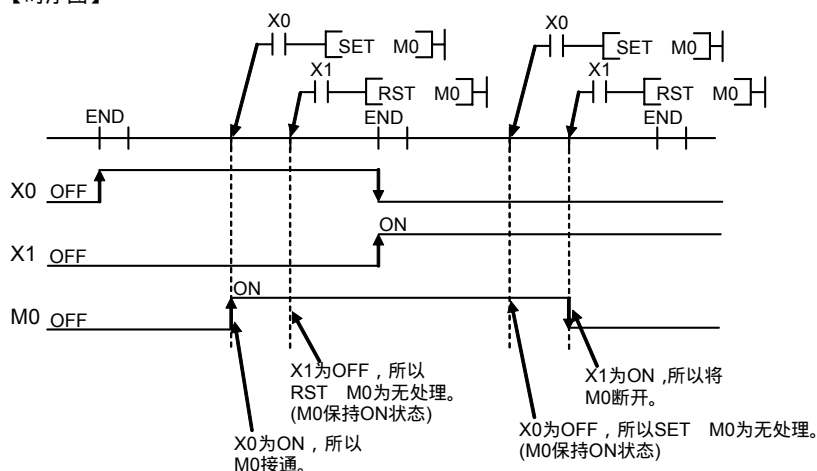 X0
SET M0
X1
RST M0
X0
SET M0
X1
RST M0
END
END
END
X0 OFF
ON
X1 OFF
ON
M0 OFF
X1为OFF，所以
RST M0为无处理。
(M0保持ON状态)
X0为ON，所以
M0接通。
X1为ON ,所以将
M0断开。
X0为OFF，所以SET M0为无处理。
(M0保持ON状态)